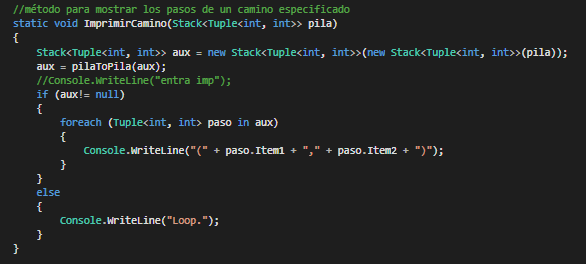 //método para mostrar los pasos de un camino especificado
static void ImprimirCamino(Stack<Tuple<int, int>> pila)
{
    Stack<Tuple<int, int>> aux = new Stack<Tuple<int, int>>(new Stack<Tuple<int, int>>(pila));
    aux = pilaToPila(aux);
    //Console.WriteLine("entra imp");
    if (aux!= null)
    {
        foreach (Tuple<int, int> paso in aux)
        {
            Console.WriteLine("(" + paso.Item1 + "," + paso.Item2 + ")");
        }
    }
    else
    {
        Console.WriteLine("Loop.");
    }
}